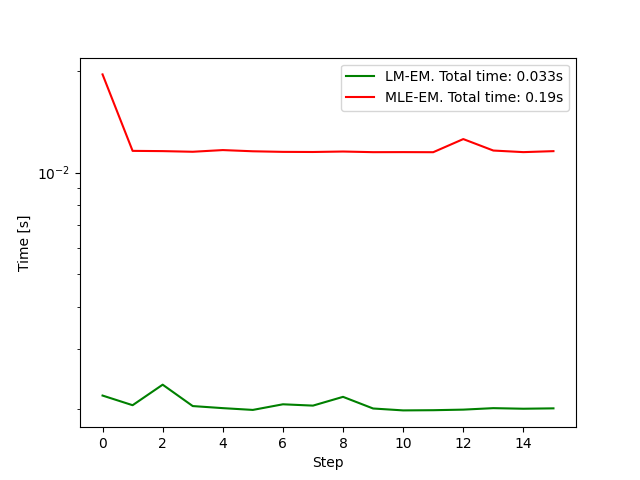 LM-EM. Total time: 0.033s
MLE-EM. Total time: 0.19s
10⁻²
Time [s]
0 2 4 6 8 10 12 14
Step